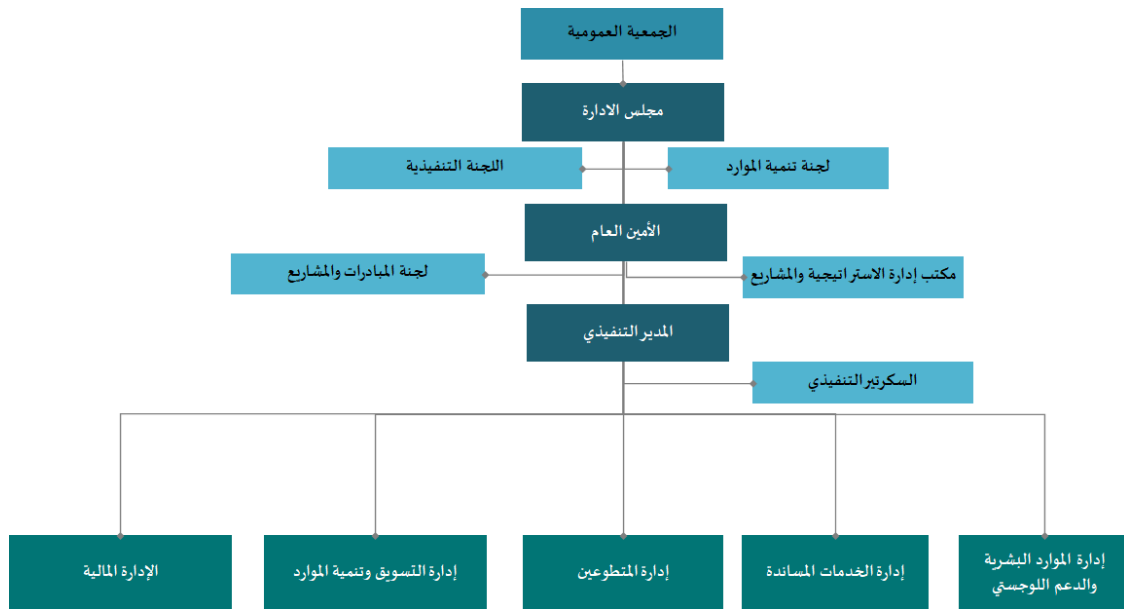 الجمعية العمومية
مجلس الادارة
لجنة تنمية الموارد
اللجنة التنفيذية
الأمين العام
مكتب إدارة الاستراتيجية والمشاريع
لجنة المبادرات والمشاريع
المدير التنفيذي
السكرتير التنفيذي
إدارة الموارد البشرية
والدعم اللوجستي
إدارة الخدمات المساندة
إدارة المتطوعين
إدارة التسويق وتنمية الموارد
الإدارة المالية